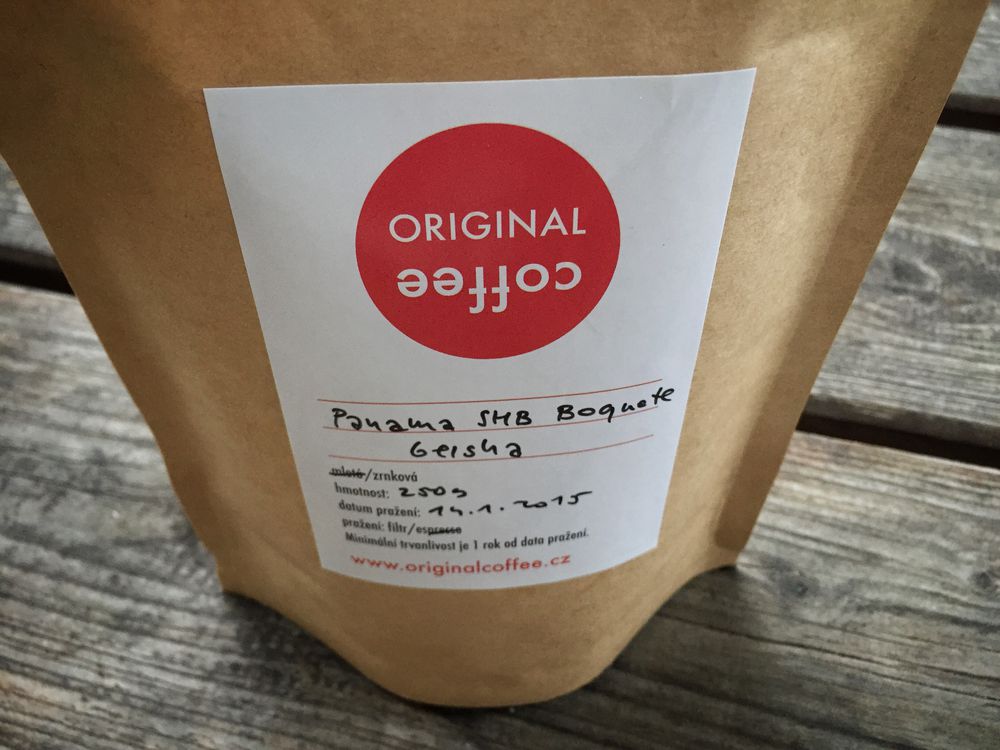 ORIGINAL
coffee
Panama SHB Boquete
Geisha
mleté/zrnková
hmotnost: 250g
datum pražení: 14.1.2015
pražení: filtr/espresso
Minimální trvanlivost je 1 rok od data pražení.
www.originalcoffee.cz